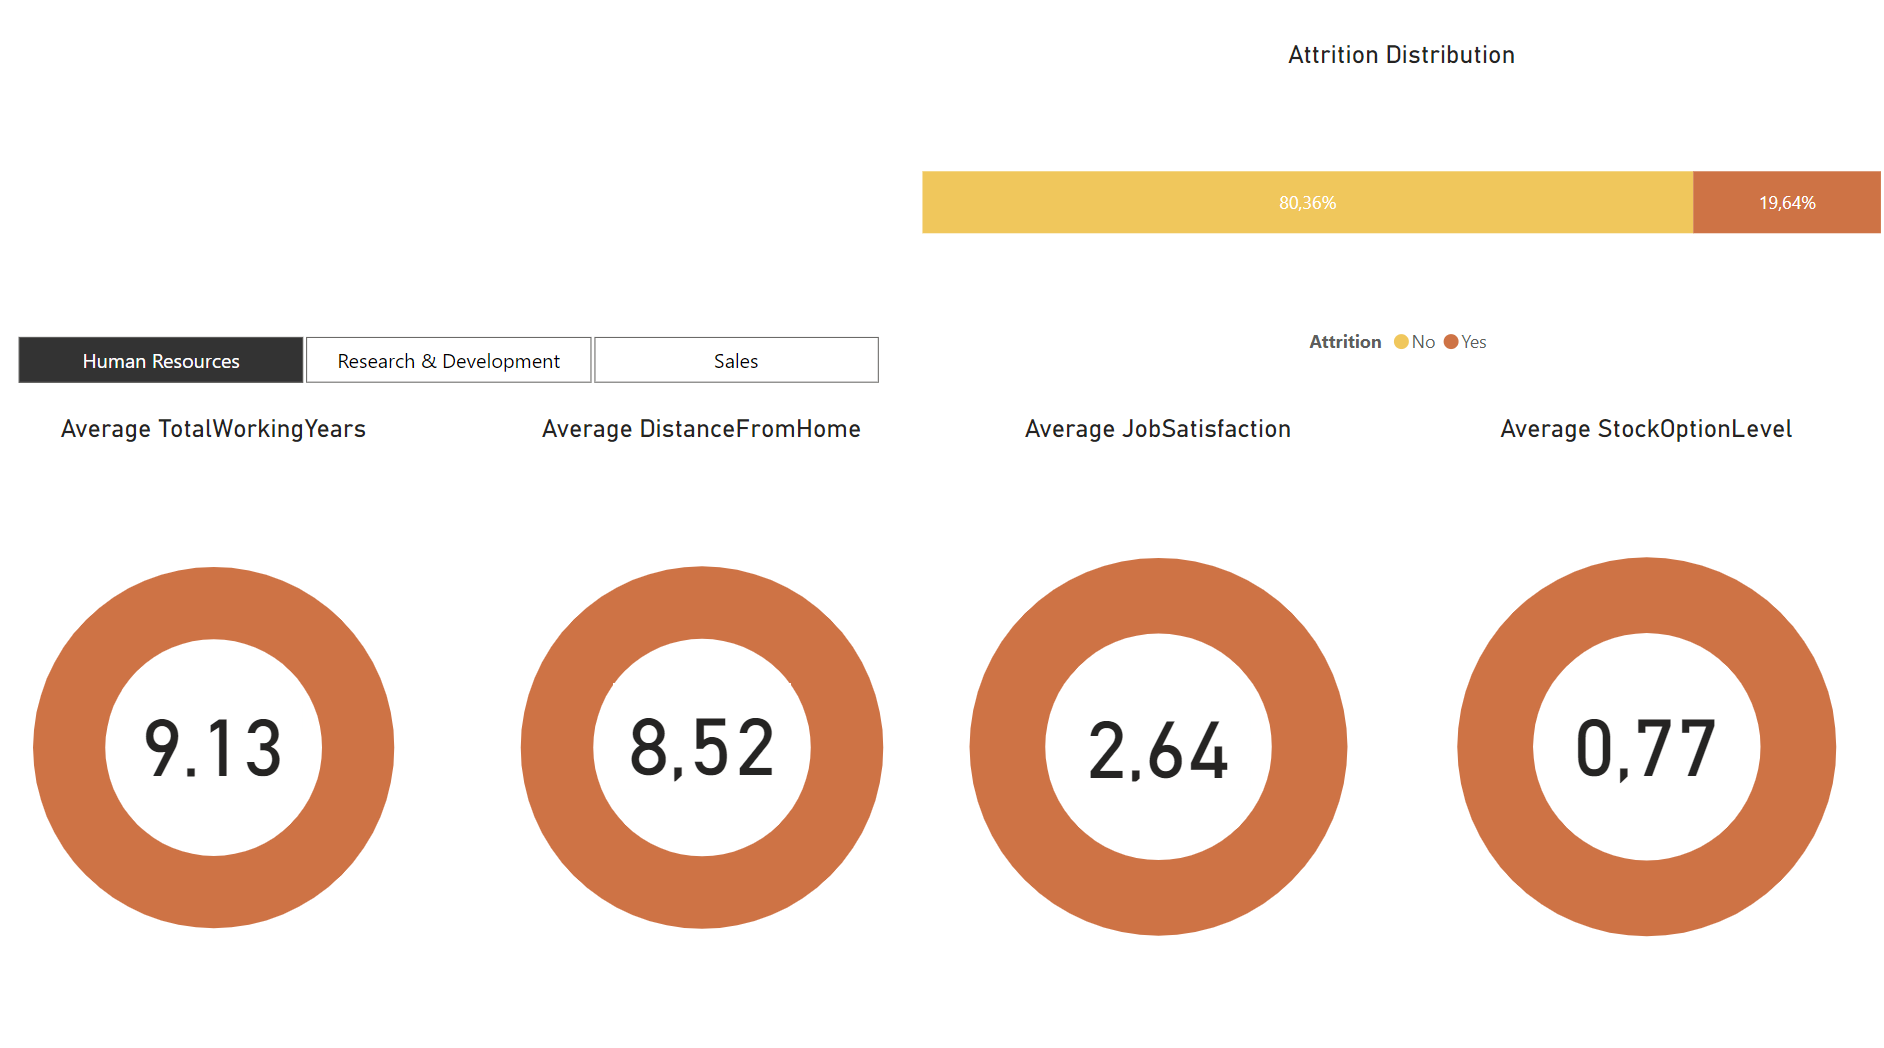 Attrition Distribution
80,36%
19,64%
Attrition No Yes
Human Resources
Research & Development
Sales
Average TotalWorkingYears
Average DistanceFromHome
Average JobSatisfaction
Average StockOptionLevel
9.13
8,52
2,64
0,77